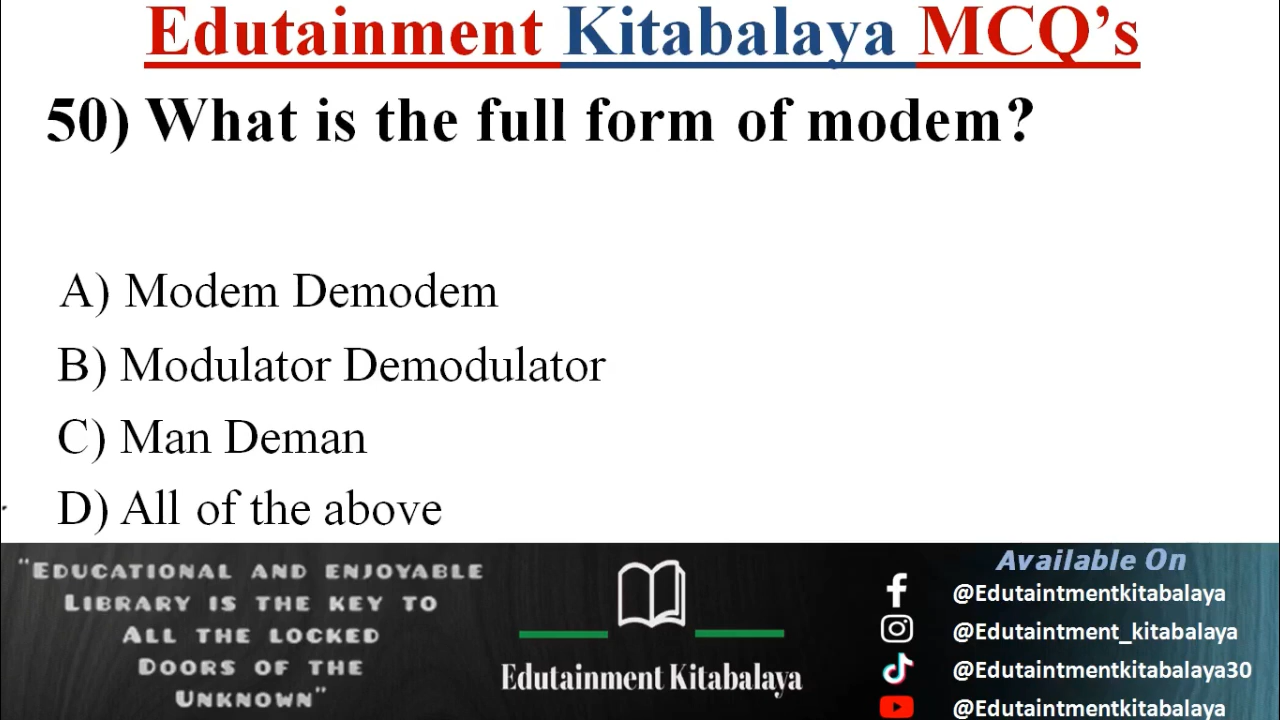 Edutainment Kitabalaya MCQ’s
50) What is the full form of modem?
A) Modem Demodem
B) Modulator Demodulator
C) Man Deman
D) All of the above
"Educational and enjoyable
Library is the key to
All the locked
Doors of the
Unknown"
Edutainment Kitabalaya
Available On
@Edutaintmentkitabalaya
@Edutaintment_kitabalaya
@Edutaintmentkitabalaya30
@Edutaintmentkitabalaya